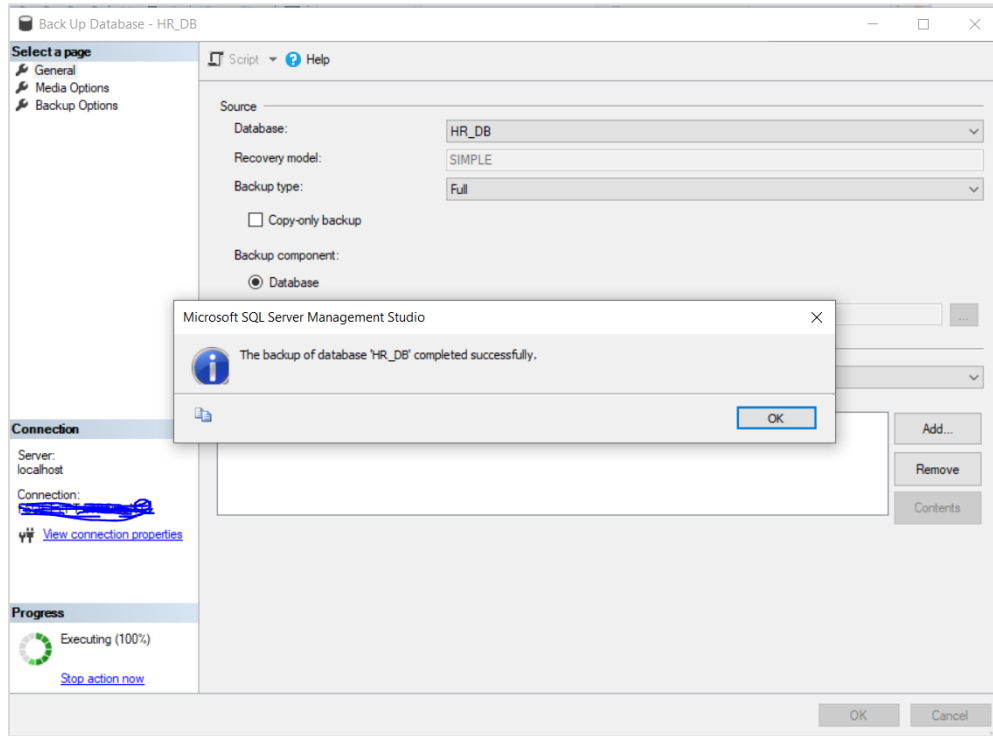 Back Up Database - HR_DB
Select a page
General
Media Options
Backup Options
Script
Help
Source
Database:
HR_DB
Recovery model:
SIMPLE
Backup type:
Full
Copy-only backup
Backup component:
Database
...
Microsoft SQL Server Management Studio
The backup of database 'HR_DB' completed successfully.
OK
Add...
Remove
Contents
Connection
Server:
localhost
Connection:
View connection properties
Progress
Executing (100%)
Stop action now
OK
Cancel